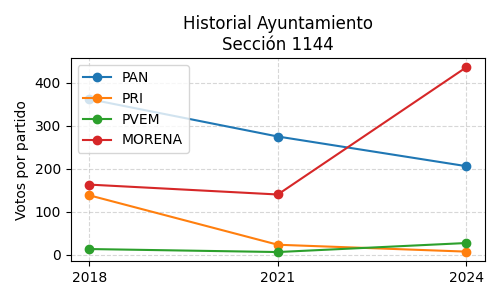 Historial Ayuntamiento
Sección 1144
Votos por partido
400
300
200
100
0
PAN
PRI
PVEM
MORENA
2018
2021
2024